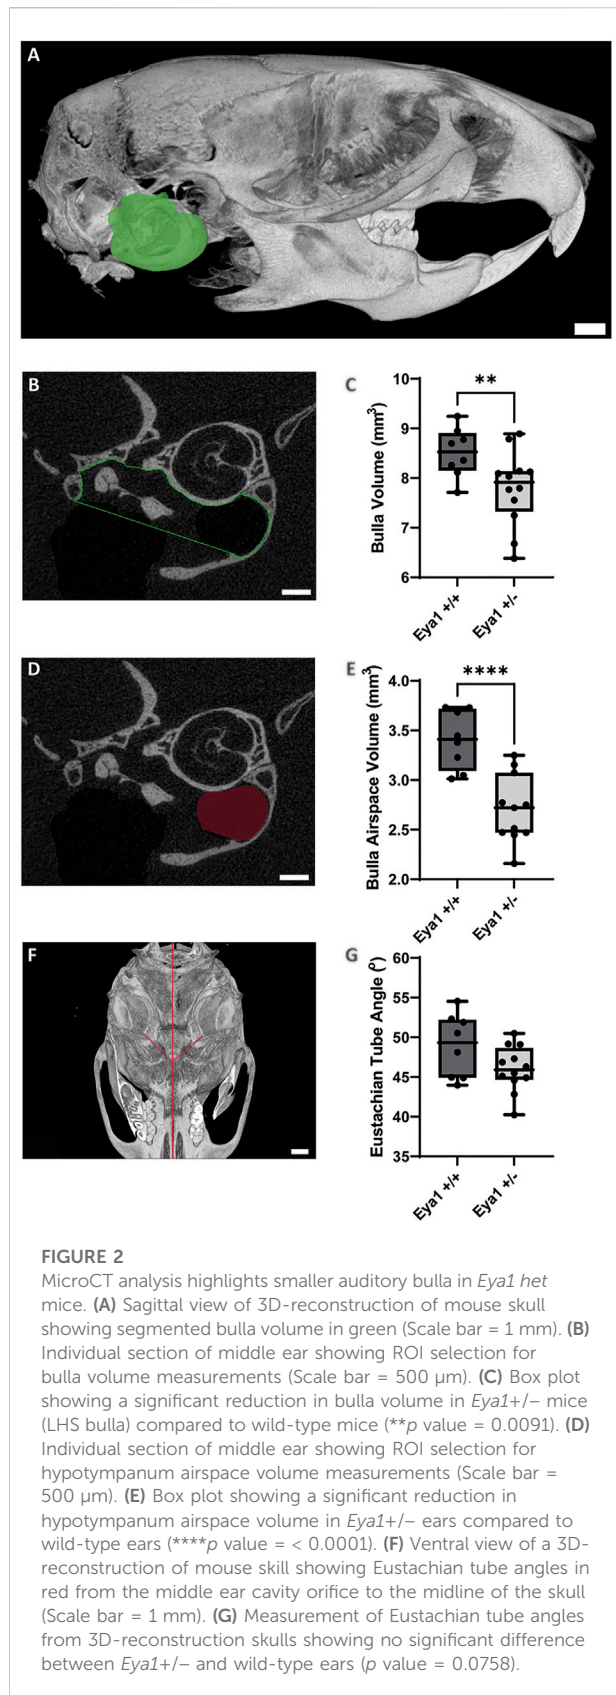 A
B
C
Bulla Volume (mm³)
10
9
8
7
6
**
Eya1 +/+
Eya1 +/-
D
E
Bulla Airspace Volume (mm³)
4.0
3.5
3.0
2.5
2.0
****
Eya1 +/+
Eya1 +/-
F
G
Eustachian Tube Angle (º)
60
55
50
45
40
35
Eya1 +/+
Eya1 +/-
FIGURE 2
MicroCT analysis highlights smaller auditory bulla in Eya1 het
mice. (A) Sagittal view of 3D-reconstruction of mouse skull
showing segmented bulla volume in green (Scale bar = 1 mm). (B)
Individual section of middle ear showing ROI selection for
bulla volume measurements (Scale bar = 500 μm). (C) Box plot
showing a significant reduction in bulla volume in Eya1+/− mice
(LHS bulla) compared to wild-type mice (**p value = 0.0091). (D)
Individual section of middle ear showing ROI selection for
hypotympanum airspace volume measurements (Scale bar =
500 μm). (E) Box plot showing a significant reduction in
hypotympanum airspace volume in Eya1+/− ears compared to
wild-type ears (****p value = < 0.0001). (F) Ventral view of a 3D-
reconstruction of mouse skill showing Eustachian tube angles in
red from the middle ear cavity orifice to the midline of the skull
(Scale bar = 1 mm). (G) Measurement of Eustachian tube angles
from 3D-reconstruction skulls showing no significant difference
between Eya1+/− and wild-type ears (p value = 0.0758).